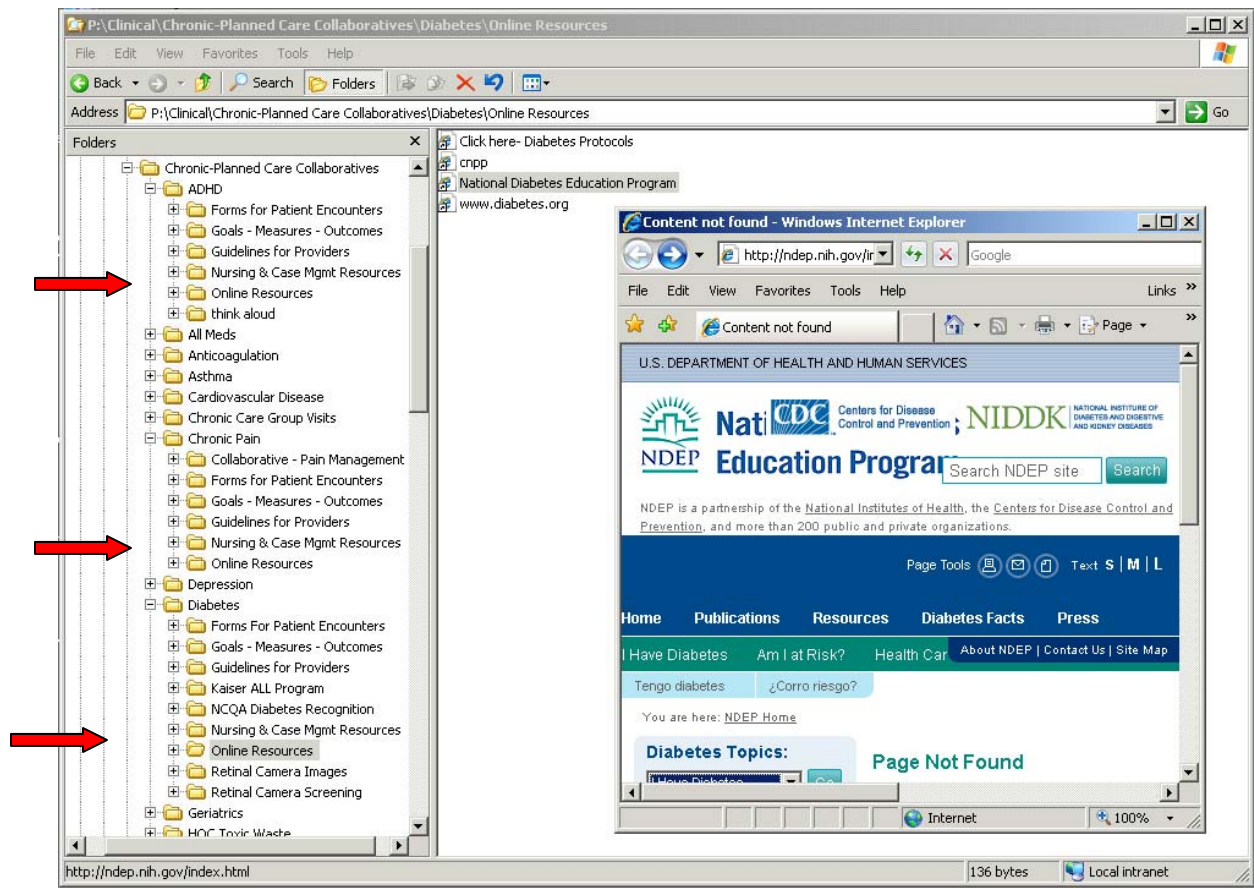 P:\Clinical\Chronic-Planned Care Collaboratives\Diabetes\Online Resources
File Edit View Favorites Tools Help
Back Search Folders
Address P:\Clinical\Chronic-Planned Care Collaboratives\Diabetes\Online Resources Go
Folders
Chronic-Planned Care Collaboratives
ADHD
Forms for Patient Encounters
Goals - Measures - Outcomes
Guidelines for Providers
Nursing & Case Mgmt Resources
Online Resources
think aloud
All Meds
Anticoagulation
Asthma
Cardiovascular Disease
Chronic Care Group Visits
Chronic Pain
Collaborative - Pain Management
Forms for Patient Encounters
Goals - Measures - Outcomes
Guidelines for Providers
Nursing & Case Mgmt Resources
Online Resources
Depression
Diabetes
Forms For Patient Encounters
Goals - Measures - Outcomes
Guidelines for Providers
Kaiser ALL Program
NCQA Diabetes Recognition
Nursing & Case Mgmt Resources
Online Resources
Retinal Camera Images
Retinal Camera Screening
Geriatrics
HOC Toxic Waste
Click here- Diabetes Protocols
cnpp
National Diabetes Education Program
www.diabetes.org
Content not found - Windows Internet Explorer
http://ndep.nih.gov/ir Google
File Edit View Favorites Tools Help Links »
Content not found Page »
U.S. DEPARTMENT OF HEALTH AND HUMAN SERVICES
NDEP
Nati
CDC Centers for Disease
Control and Prevention ;
NIDDK NATIONAL INSTITUTE OF
DIABETES AND DIGESTIVE
AND KIDNEY DISEASES
Education Program
Search NDEP site Search
NDEP is a partnership of the National Institutes of Health, the Centers for Disease Control and
Prevention, and more than 200 public and private organizations.
Page Tools Text S | M | L
Home Publications Resources Diabetes Facts Press
I Have Diabetes Am I at Risk? Health Car About NDEP | Contact Us | Site Map
Tengo diabetes ¿Corro riesgo?
You are here: NDEP Home
Diabetes Topics:
I Have Diabetes Go
Page Not Found
Internet 100%
http://ndep.nih.gov/index.html 136 bytes Local intranet